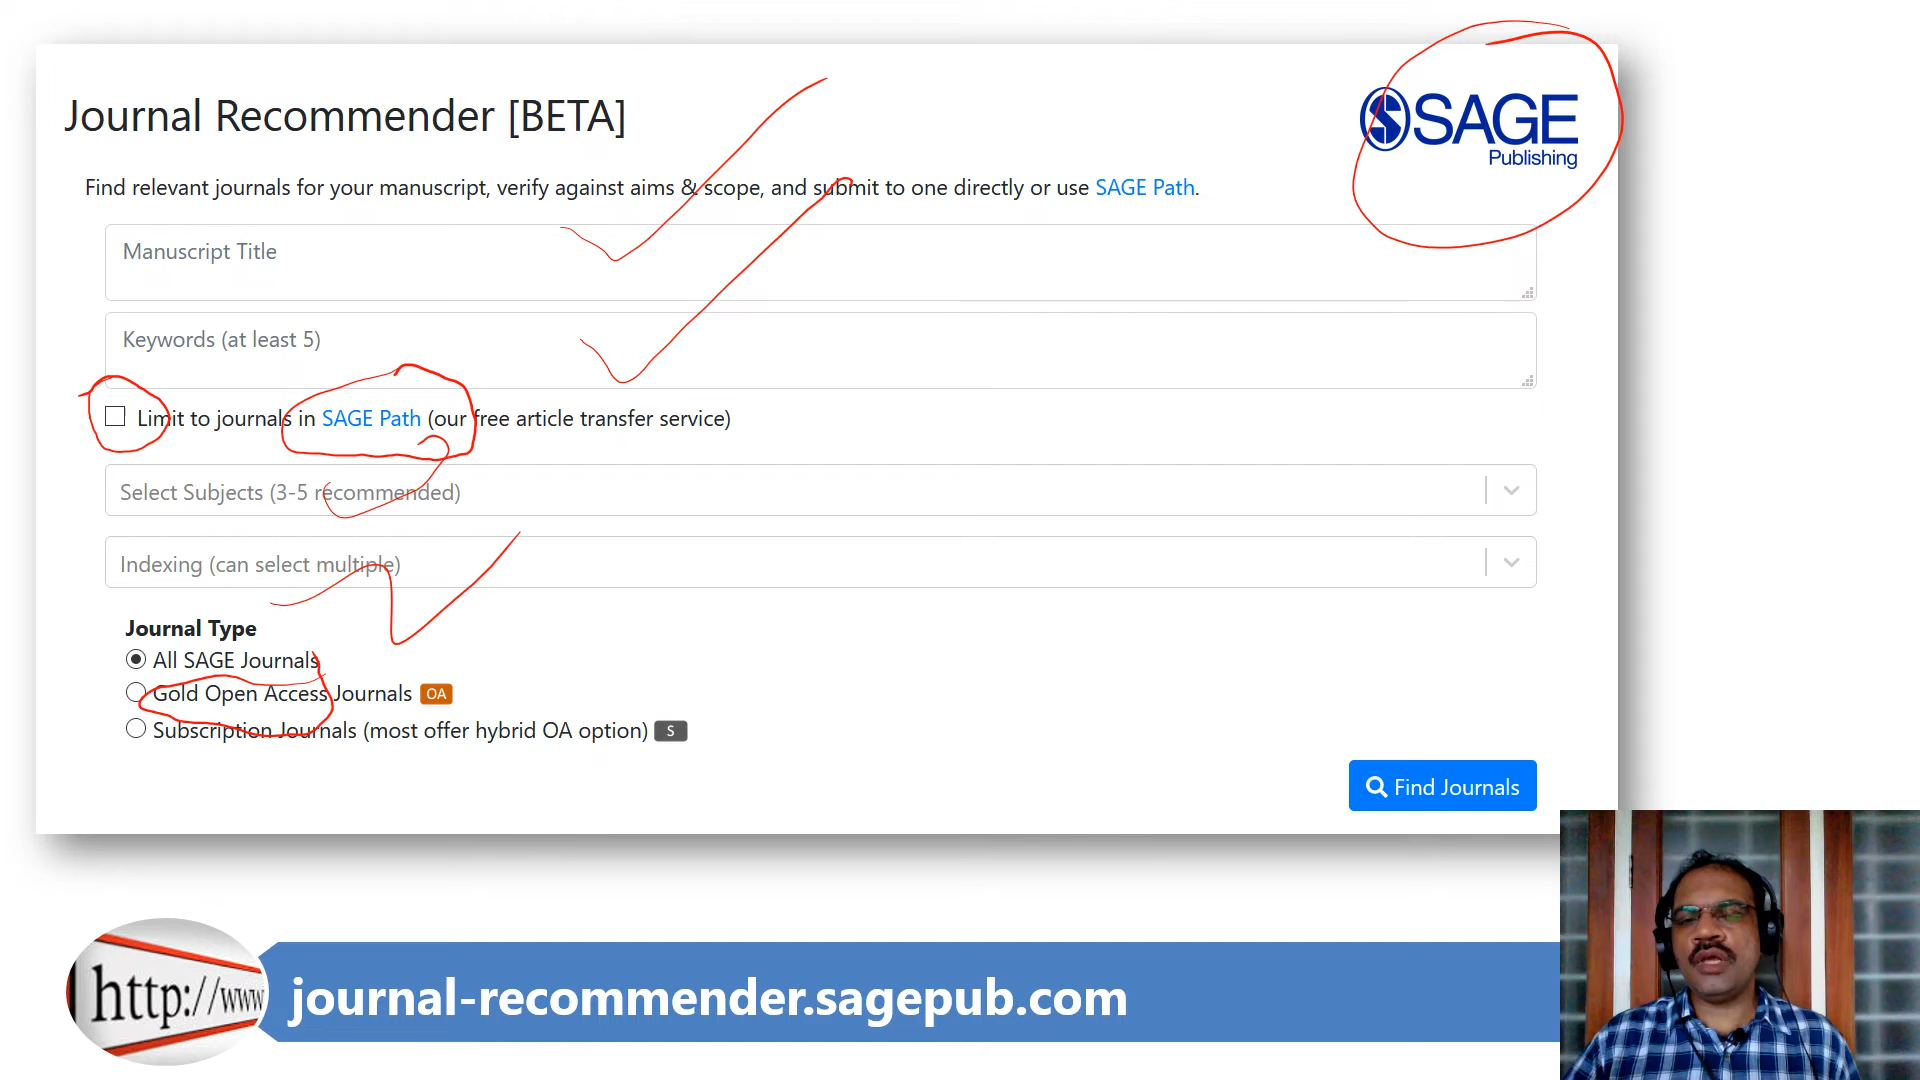 Journal Recommender [BETA]
SAGE
Publishing
Find relevant journals for your manuscript, verify against aims & scope, and submit to one directly or use SAGE Path.
Manuscript Title
Keywords (at least 5)
Limit to journals in SAGE Path (our free article transfer service)
Select Subjects (3-5 recommended)
Indexing (can select multiple)
Journal Type
All SAGE Journals
Gold Open Access Journals OA
Subscription Journals (most offer hybrid OA option) S
Find Journals
http://www
journal-recommender.sagepub.com